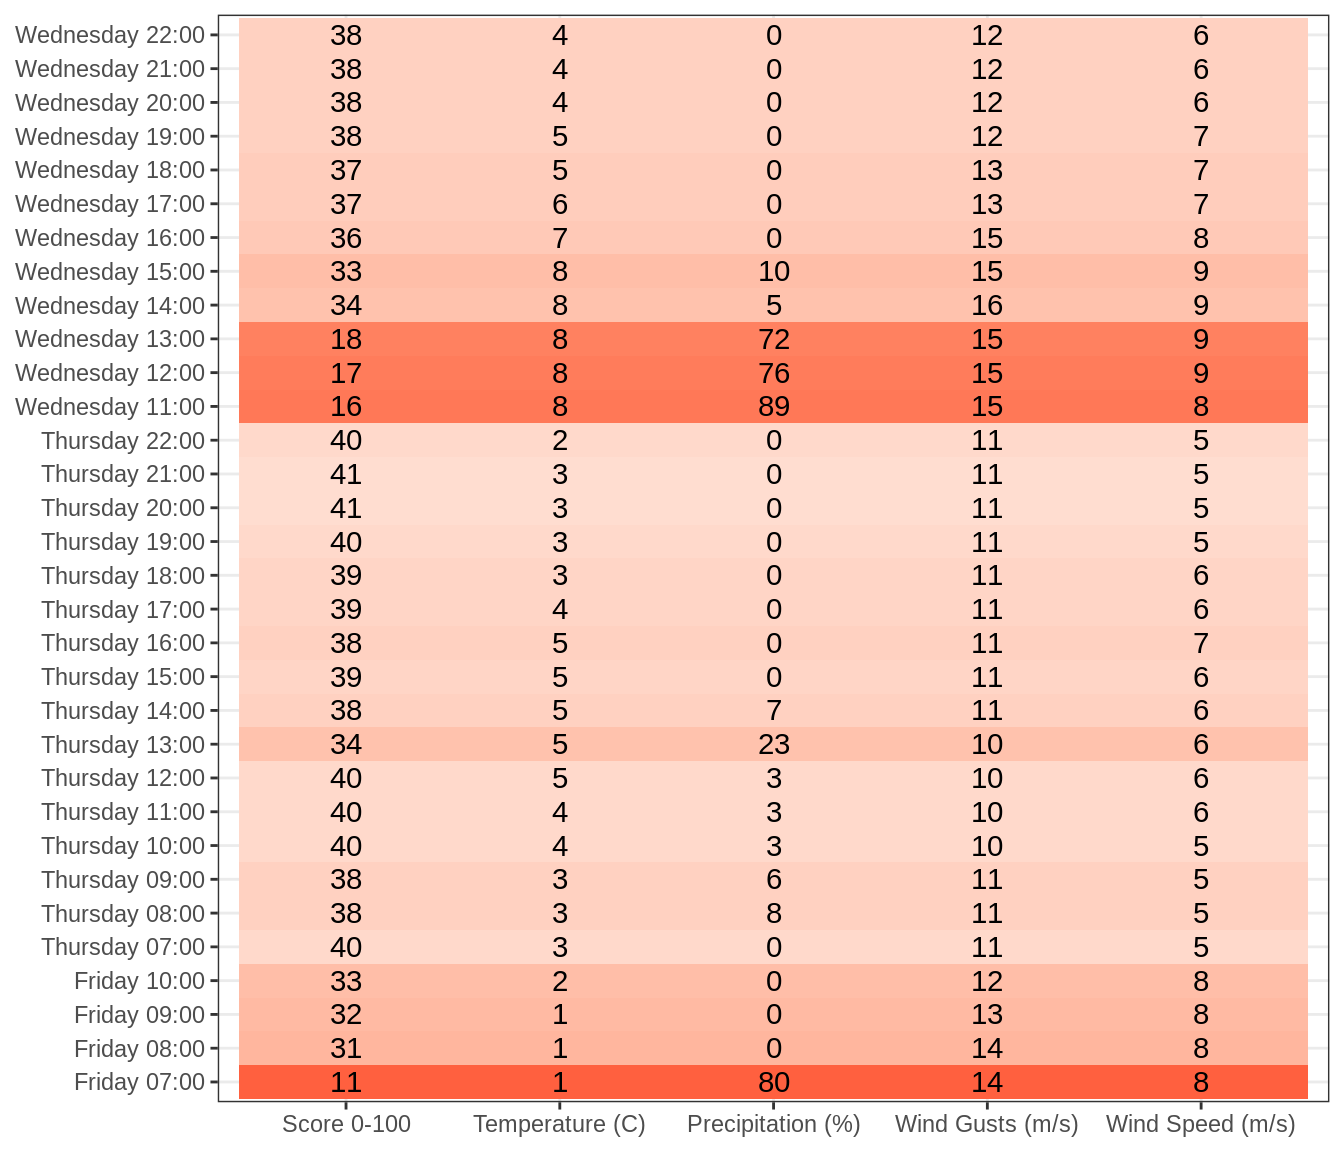 Wednesday 22:00 38 4 0 12 6
Wednesday 21:00 38 4 0 12 6
Wednesday 20:00 38 4 0 12 6
Wednesday 19:00 38 5 0 12 7
Wednesday 18:00 37 5 0 13 7
Wednesday 17:00 37 6 0 13 7
Wednesday 16:00 36 7 0 15 8
Wednesday 15:00 33 8 10 15 9
Wednesday 14:00 34 8 5 16 9
Wednesday 13:00 18 8 72 15 9
Wednesday 12:00 17 8 76 15 9
Wednesday 11:00 16 8 89 15 8
Thursday 22:00 40 2 0 11 5
Thursday 21:00 41 3 0 11 5
Thursday 20:00 41 3 0 11 5
Thursday 19:00 40 3 0 11 5
Thursday 18:00 39 3 0 11 6
Thursday 17:00 39 4 0 11 6
Thursday 16:00 38 5 0 11 7
Thursday 15:00 39 5 0 11 6
Thursday 14:00 38 5 7 11 6
Thursday 13:00 34 5 23 10 6
Thursday 12:00 40 5 3 10 6
Thursday 11:00 40 4 3 10 6
Thursday 10:00 40 4 3 10 5
Thursday 09:00 38 3 6 11 5
Thursday 08:00 38 3 8 11 5
Thursday 07:00 40 3 0 11 5
Friday 10:00 33 2 0 12 8
Friday 09:00 32 1 0 13 8
Friday 08:00 31 1 0 14 8
Friday 07:00 11 1 80 14 8
Score 0-100 Temperature (C) Precipitation (%) Wind Gusts (m/s) Wind Speed (m/s)